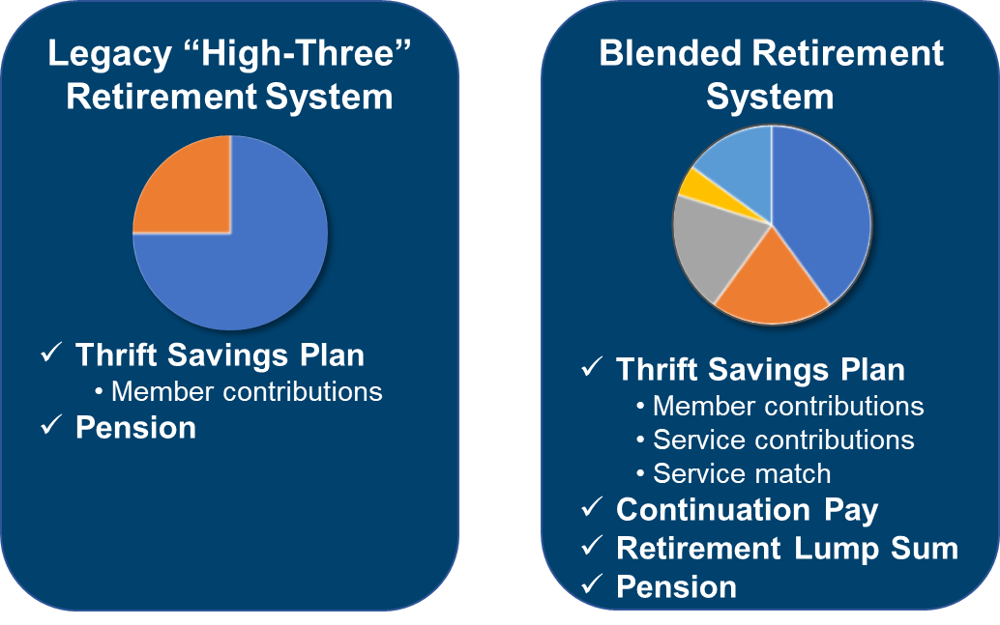 Legacy “High-Three”
Retirement System
✓ Thrift Savings Plan
• Member contributions
✓ Pension
Blended Retirement
System
✓ Thrift Savings Plan
• Member contributions
• Service contributions
• Service match
✓ Continuation Pay
✓ Retirement Lump Sum
✓ Pension